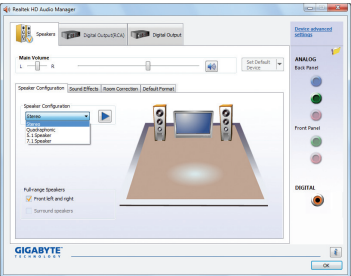 Realtek HD Audio Manager
Speakers
Digital Output(RCA)
Digital Output
Device advanced settings
Main Volume
L
R
Set Default Device
ANALOG
Back Panel
Speaker Configuration
Sound Effects
Room Correction
Default Format
Speaker Configuration
Stereo
Stereo
Quadraphonic
5.1 Speaker
7.1 Speaker
Front Panel
Full-range Speakers
Front left and right
Surround speakers
DIGITAL
GIGABYTE
TECHNOLOGY
OK